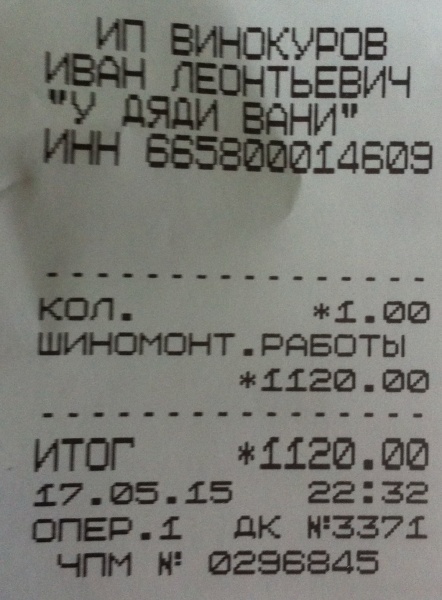 ИП ВИНОКУРОВ
ИВАН ЛЕОНТЬЕВИЧ
"У ДЯДИ ВАНИ"
ИНН 665800014609
КОЛ. *1.00
ШИНОМОНТ.РАБОТЫ
*1120.00
ИТОГ *1120.00
17.05.15 22:32
ОПЕР.1 ДК №3371
ЧПМ № 0296845